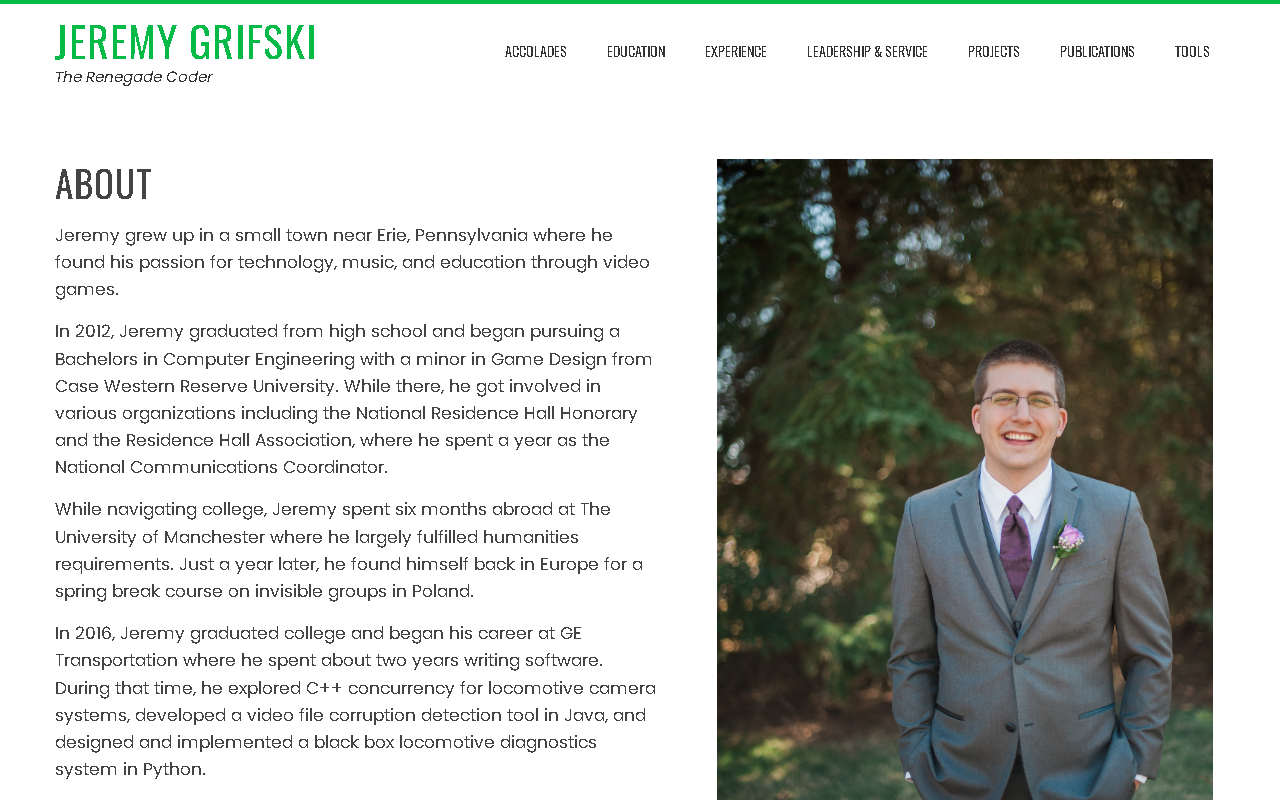 JEREMY GRIFSKI
The Renegade Coder
ACCOLADES EDUCATION EXPERIENCE LEADERSHIP & SERVICE PROJECTS PUBLICATIONS TOOLS
ABOUT
Jeremy grew up in a small town near Erie, Pennsylvania where he
found his passion for technology, music, and education through video
games.
In 2012, Jeremy graduated from high school and began pursuing a
Bachelors in Computer Engineering with a minor in Game Design from
Case Western Reserve University. While there, he got involved in
various organizations including the National Residence Hall Honorary
and the Residence Hall Association, where he spent a year as the
National Communications Coordinator.
While navigating college, Jeremy spent six months abroad at The
University of Manchester where he largely fulfilled humanities
requirements. Just a year later, he found himself back in Europe for a
spring break course on invisible groups in Poland.
In 2016, Jeremy graduated college and began his career at GE
Transportation where he spent about two years writing software.
During that time, he explored C++ concurrency for locomotive camera
systems, developed a video file corruption detection tool in Java, and
designed and implemented a black box locomotive diagnostics
system in Python.